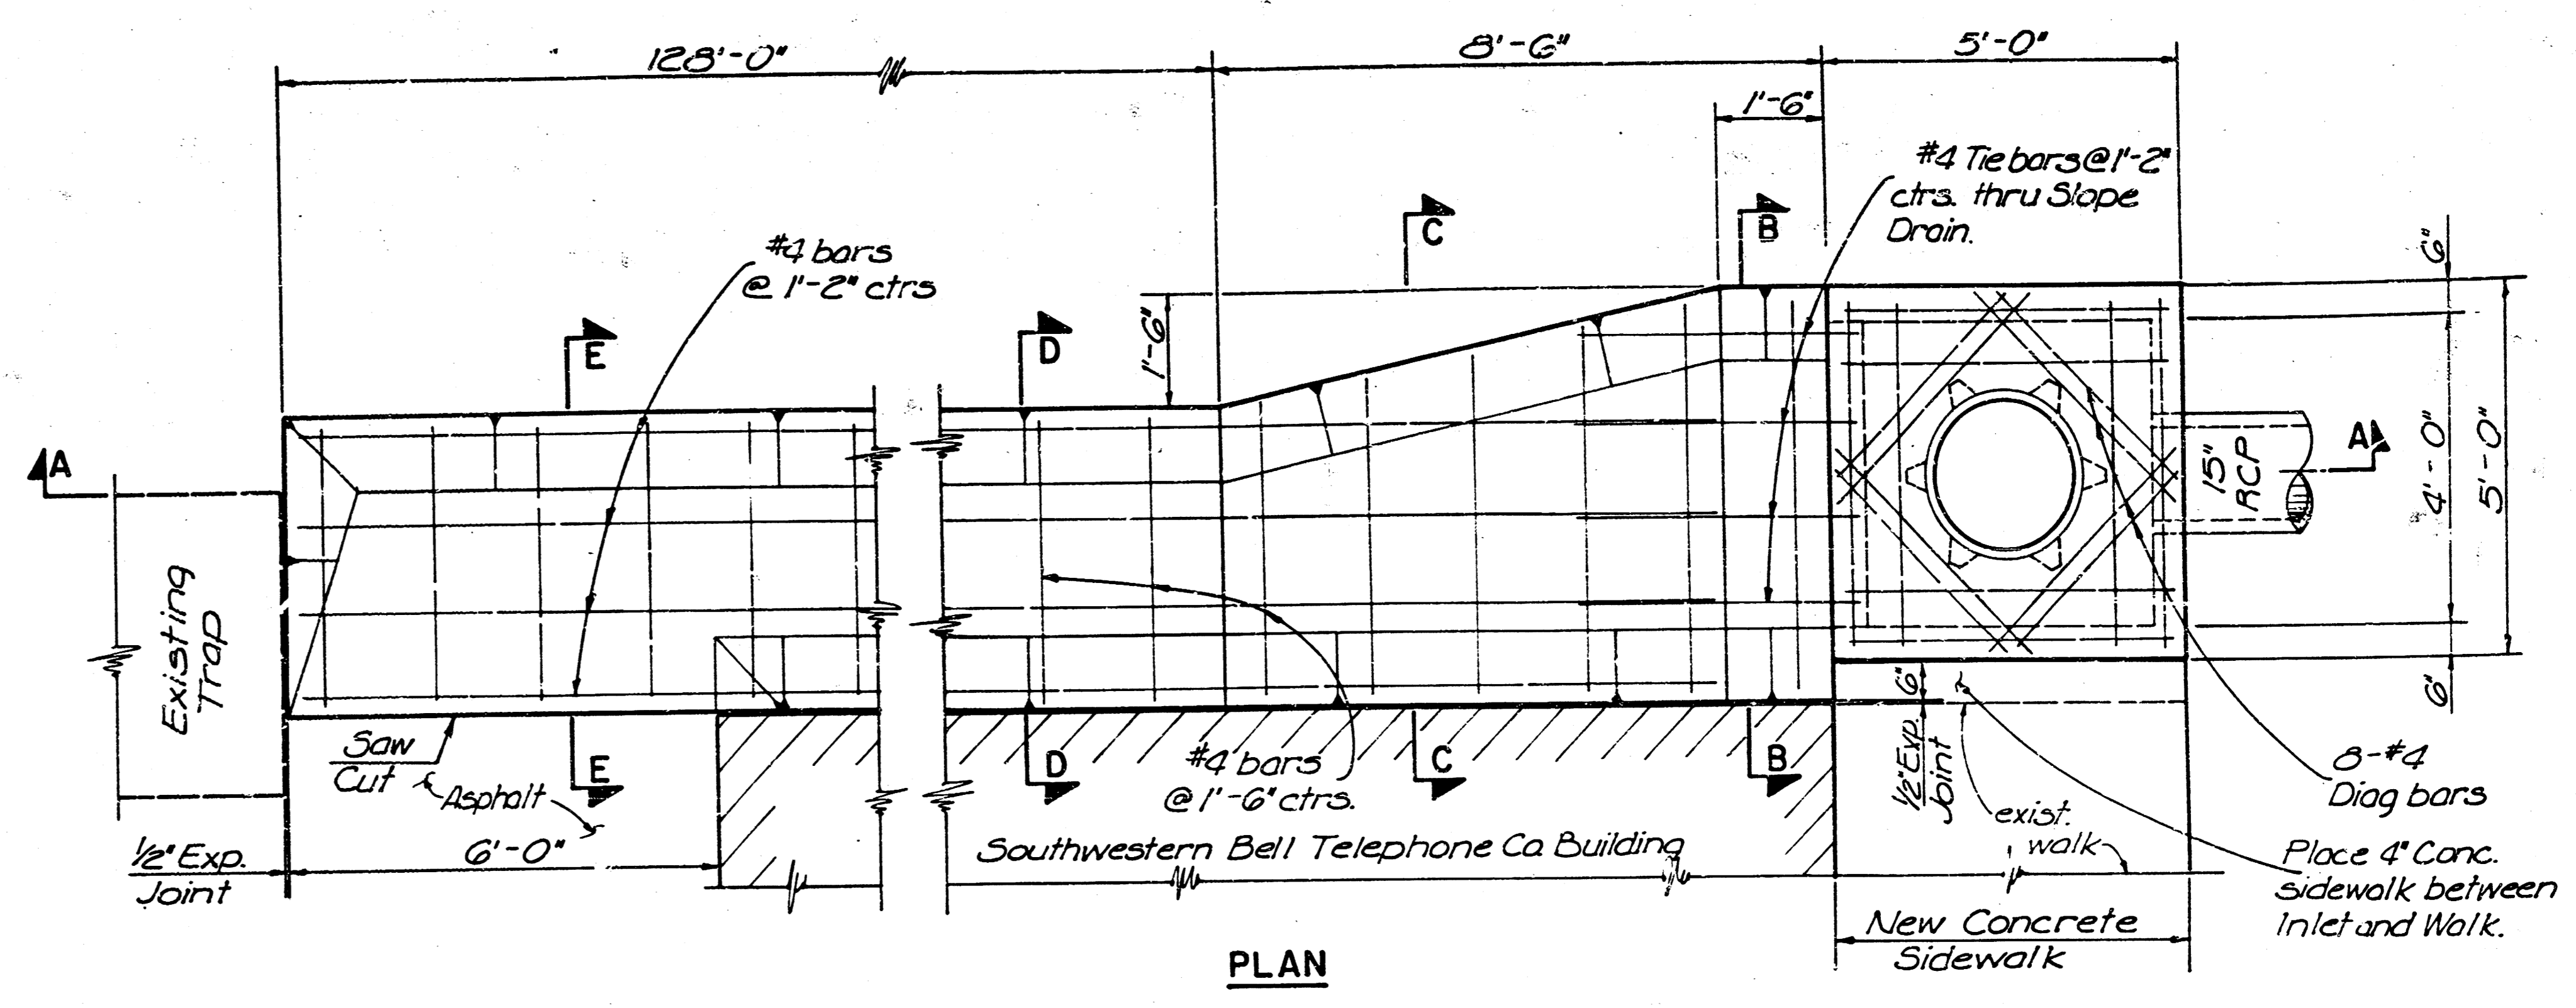 128'-0"
8'-6"
5'-0"
1'-6"
#4 Tie bars @ 1'-2"
ctrs. thru Slope
Drain.
C
B
6"
#4 bars
@ 1'-2" ctrs
1'-6"
E
D
A
A
15"
RCP
4'-0"
5'-0"
Existing
Trap
6"
6"
Saw
Cut
Asphalt
E
D
#4 bars
@ 1'-6" ctrs.
C
B
1/2" Exp.
Joint
exist.
walk
8-#4
Diag bars
1/2" Exp.
Joint
6'-0"
Southwestern Bell Telephone Co. Building
Place 4" Conc.
sidewalk between
Inlet and Walk.
New Concrete
Sidewalk
PLAN